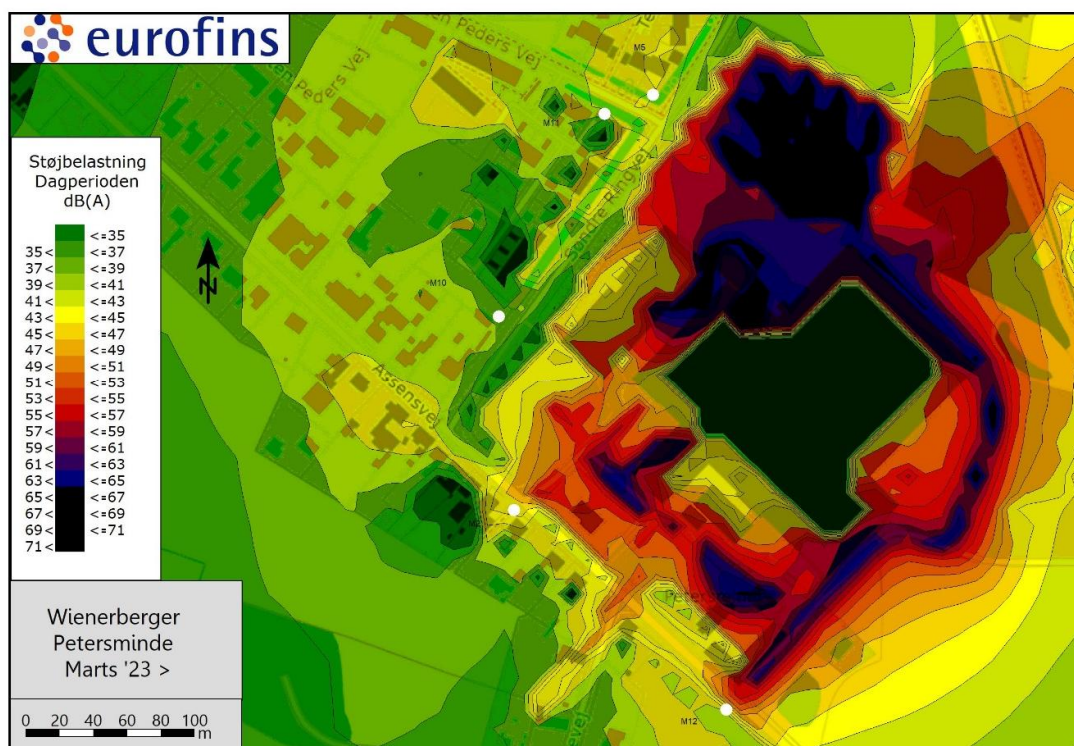 eurofins
Peders Vej
Peders Vej
M5
M11
Støjbelastning
Dagperioden
dB(A)
<=35
35< <=37
37< <=39
39< <=41
41< <=43
43< <=45
45< <=47
47< <=49
49< <=51
51< <=53
53< <=55
55< <=57
57< <=59
59< <=61
61< <=63
63< <=65
65< <=67
67< <=69
69< <=71
71<
N
M10
Assensvej
Wienerberger
Petersminde
Marts '23 >
0 20 40 60 80 100
m
M12